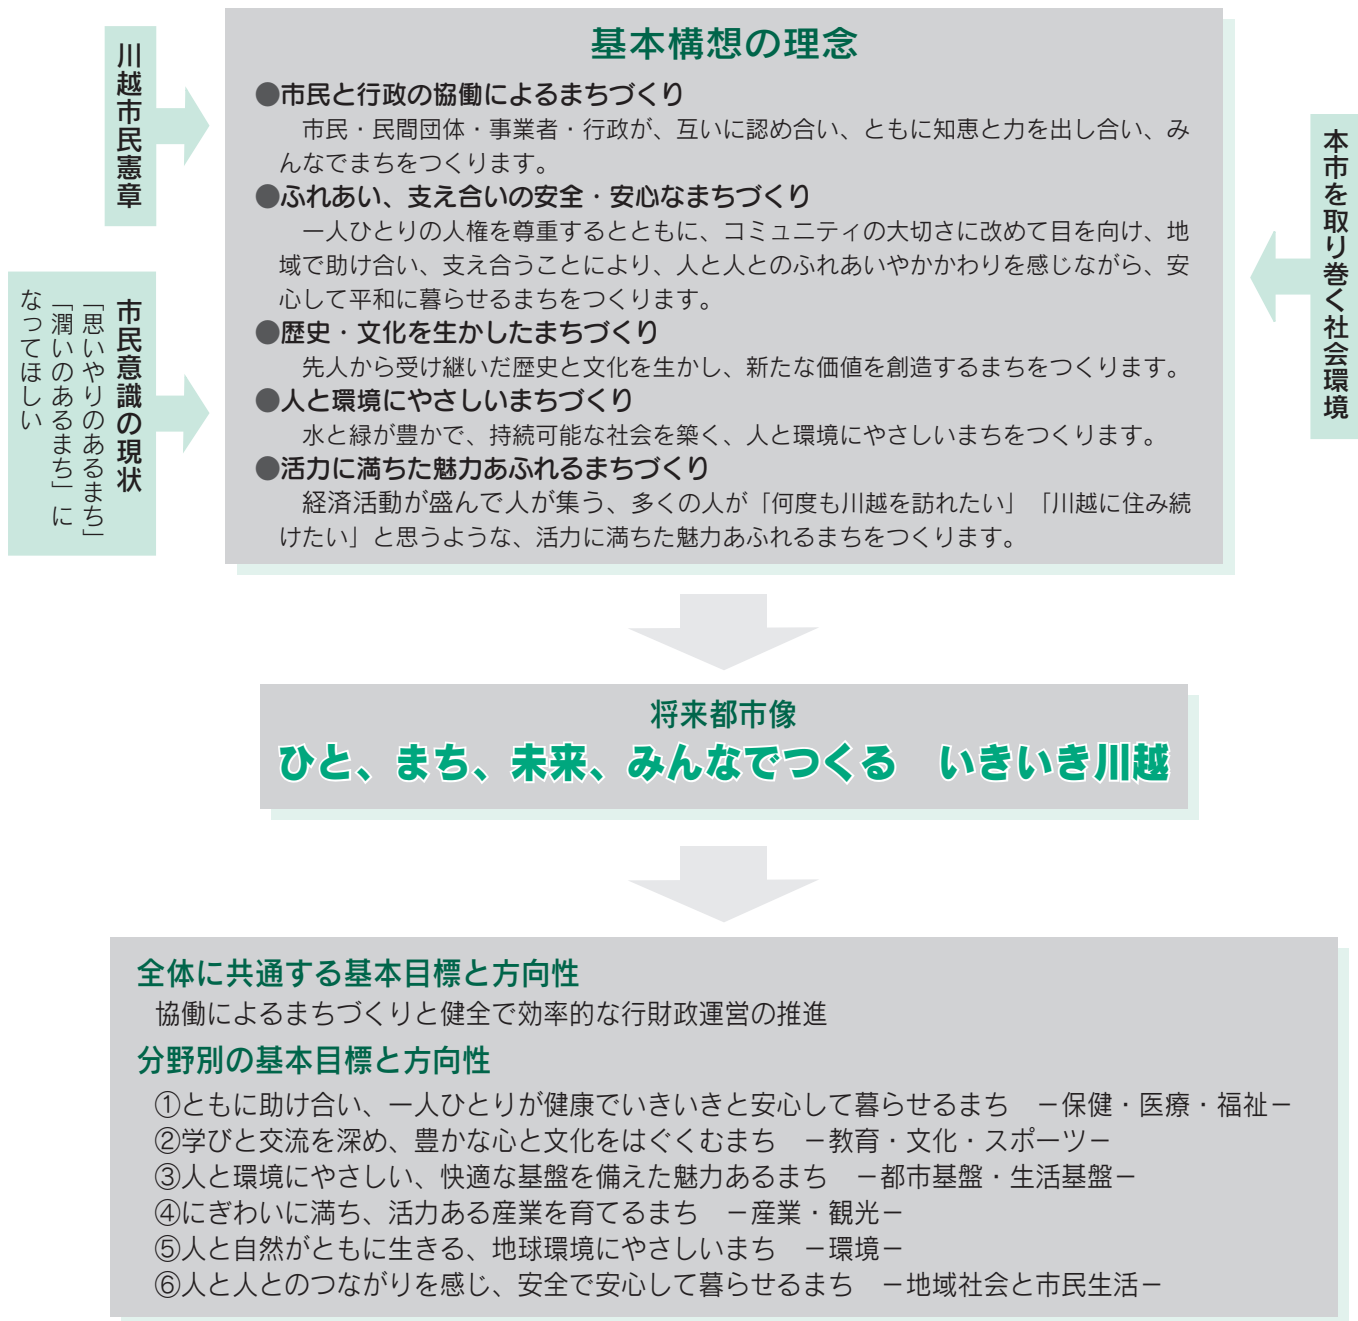 川越市民憲章
市民意識の現状
「思いやりのあるまち」
「潤いのあるまち」に
なってほしい
基本構想の理念
●市民と行政の協働によるまちづくり
市民・民間団体・事業者・行政が、互いに認め合い、ともに知恵と力を出し合い、み
んなでまちをつくります。
●ふれあい、支え合いの安全・安心なまちづくり
一人ひとりの人権を尊重するとともに、コミュニティの大切さに改めて目を向け、地
域で助け合い、支え合うことにより、人と人とのふれあいやかかわりを感じながら、安
心して平和に暮らせるまちをつくります。
●歴史・文化を生かしたまちづくり
先人から受け継いだ歴史と文化を生かし、新たな価値を創造するまちをつくります。
●人と環境にやさしいまちづくり
水と緑が豊かで、持続可能な社会を築く、人と環境にやさしいまちをつくります。
●活力に満ちた魅力あふれるまちづくり
経済活動が盛んで人が集う、多くの人が「何度も川越を訪れたい」「川越に住み続
けたい」と思うような、活力に満ちた魅力あふれるまちをつくります。
本市を取り巻く社会環境
将来都市像
ひと、まち、未来、みんなでつくる　いきいき川越
全体に共通する基本目標と方向性
協働によるまちづくりと健全で効率的な行財政運営の推進
分野別の基本目標と方向性
①ともに助け合い、一人ひとりが健康でいきいきと安心して暮らせるまち　−保健・医療・福祉−
②学びと交流を深め、豊かな心と文化をはぐくむまち　−教育・文化・スポーツ−
③人と環境にやさしい、快適な基盤を備えた魅力あるまち　−都市基盤・生活基盤−
④にぎわいに満ち、活力ある産業を育てるまち　−産業・観光−
⑤人と自然がともに生きる、地球環境にやさしいまち　−環境−
⑥人と人とのつながりを感じ、安全で安心して暮らせるまち　−地域社会と市民生活−